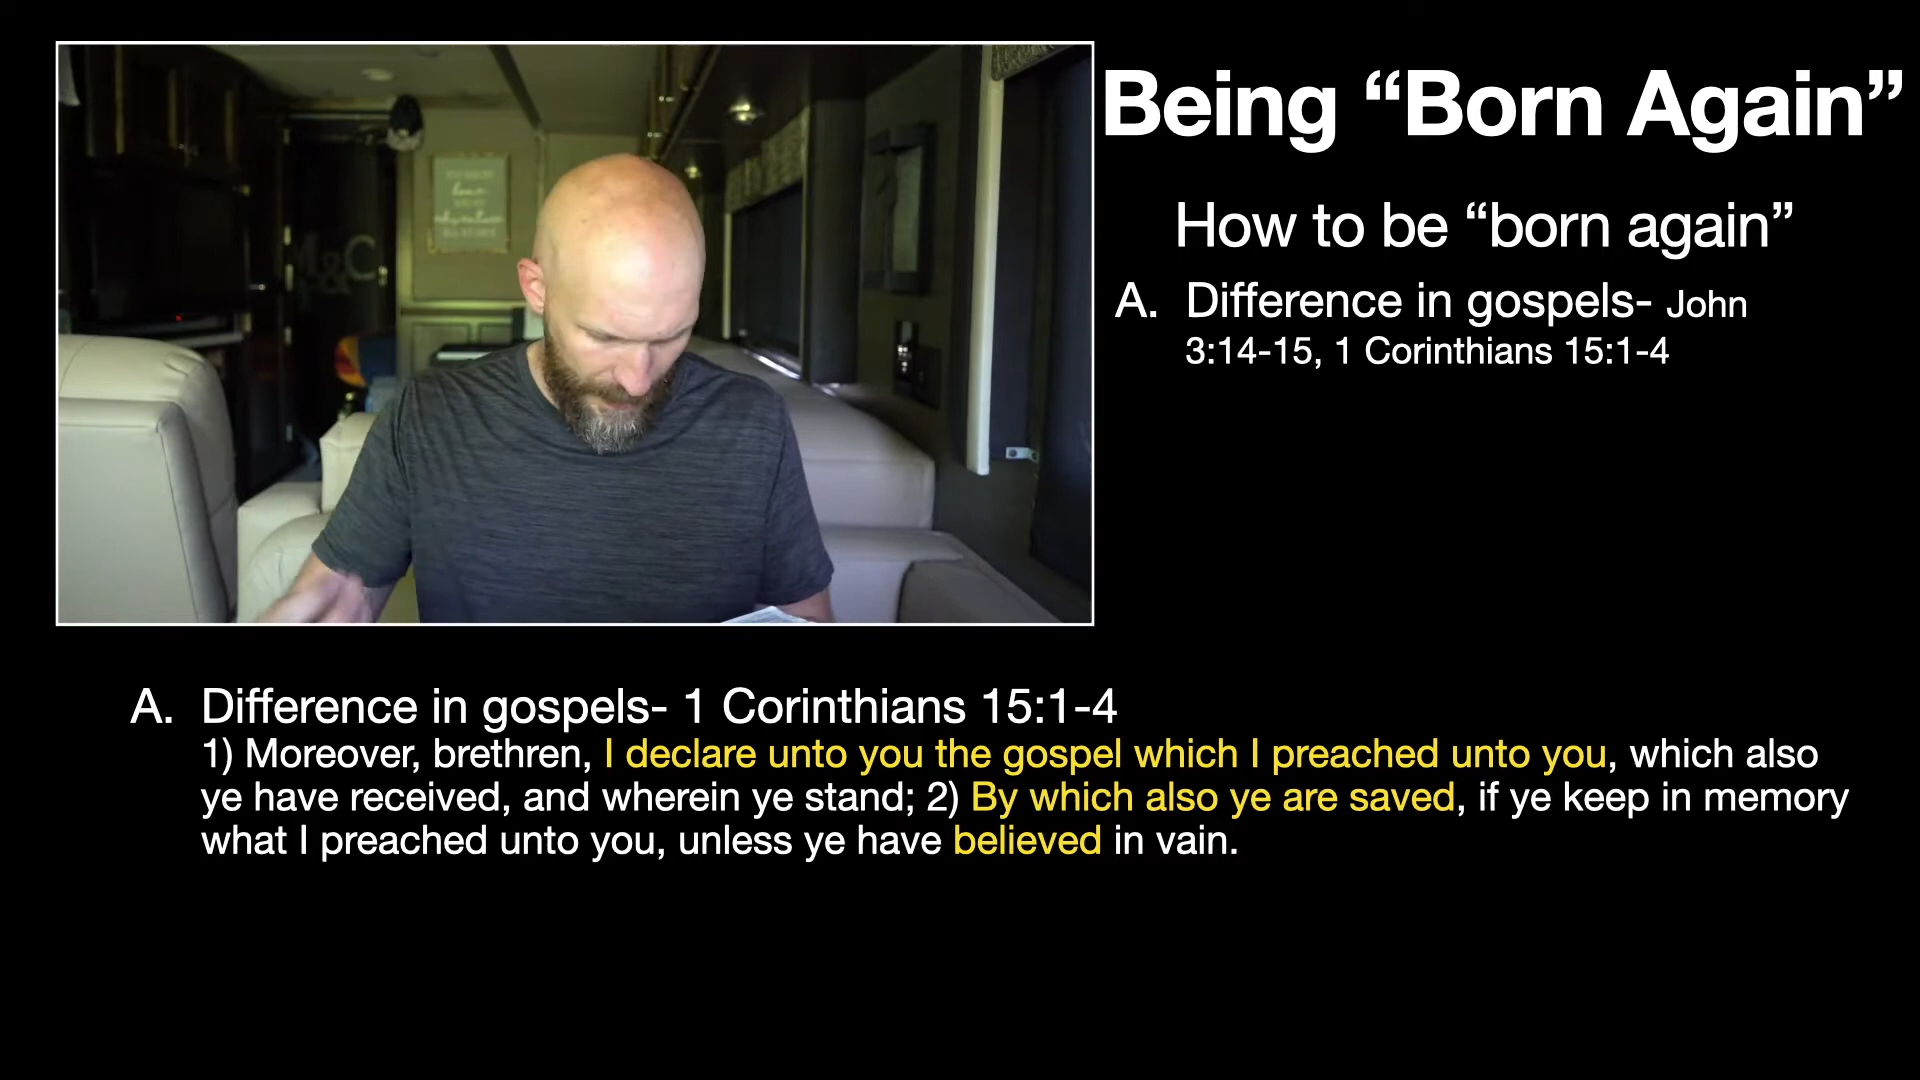 Being “Born Again”
How to be “born again”
A. Difference in gospels- John
3:14-15, 1 Corinthians 15:1-4
home
M&C
A. Difference in gospels- 1 Corinthians 15:1-4
1) Moreover, brethren, I declare unto you the gospel which I preached unto you, which also
ye have received, and wherein ye stand; 2) By which also ye are saved, if ye keep in memory
what I preached unto you, unless ye have believed in vain.